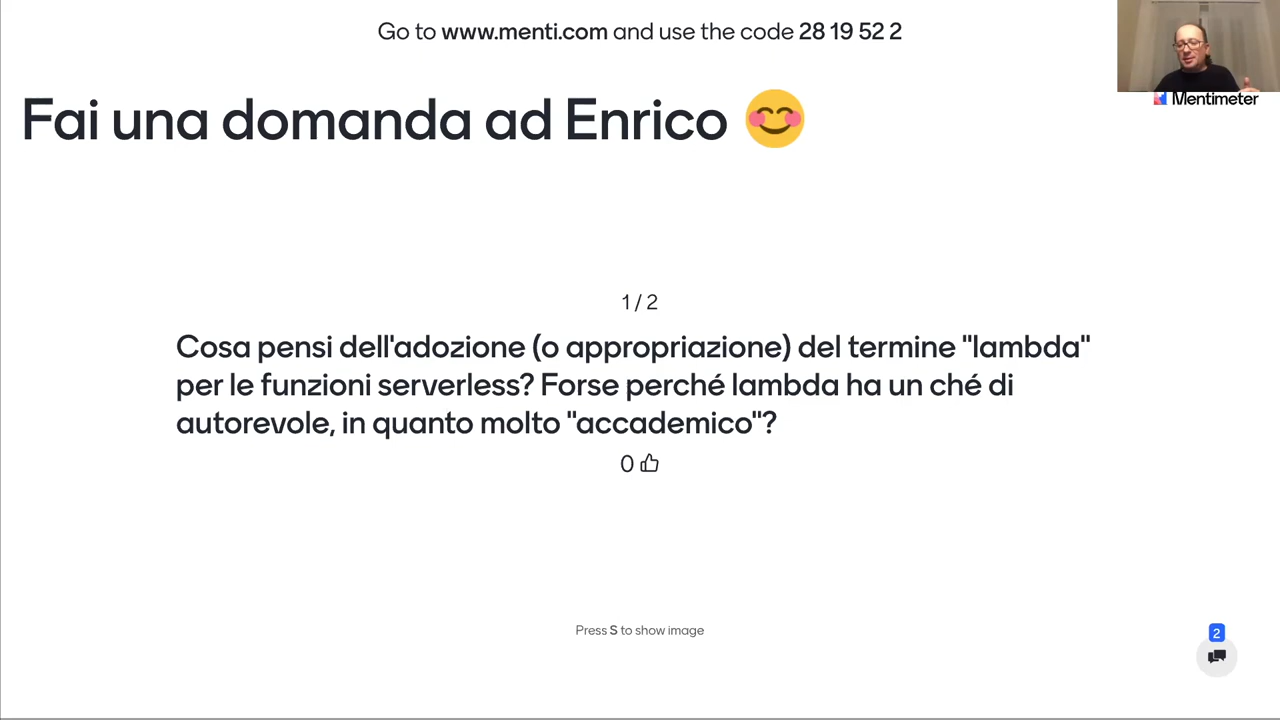 Go to www.menti.com and use the code 28 19 52 2
Mentimeter
Fai una domanda ad Enrico 😊
1 / 2
Cosa pensi dell'adozione (o appropriazione) del termine "lambda"
per le funzioni serverless? Forse perché lambda ha un ché di
autorevole, in quanto molto "accademico"?
0
Press S to show image
2